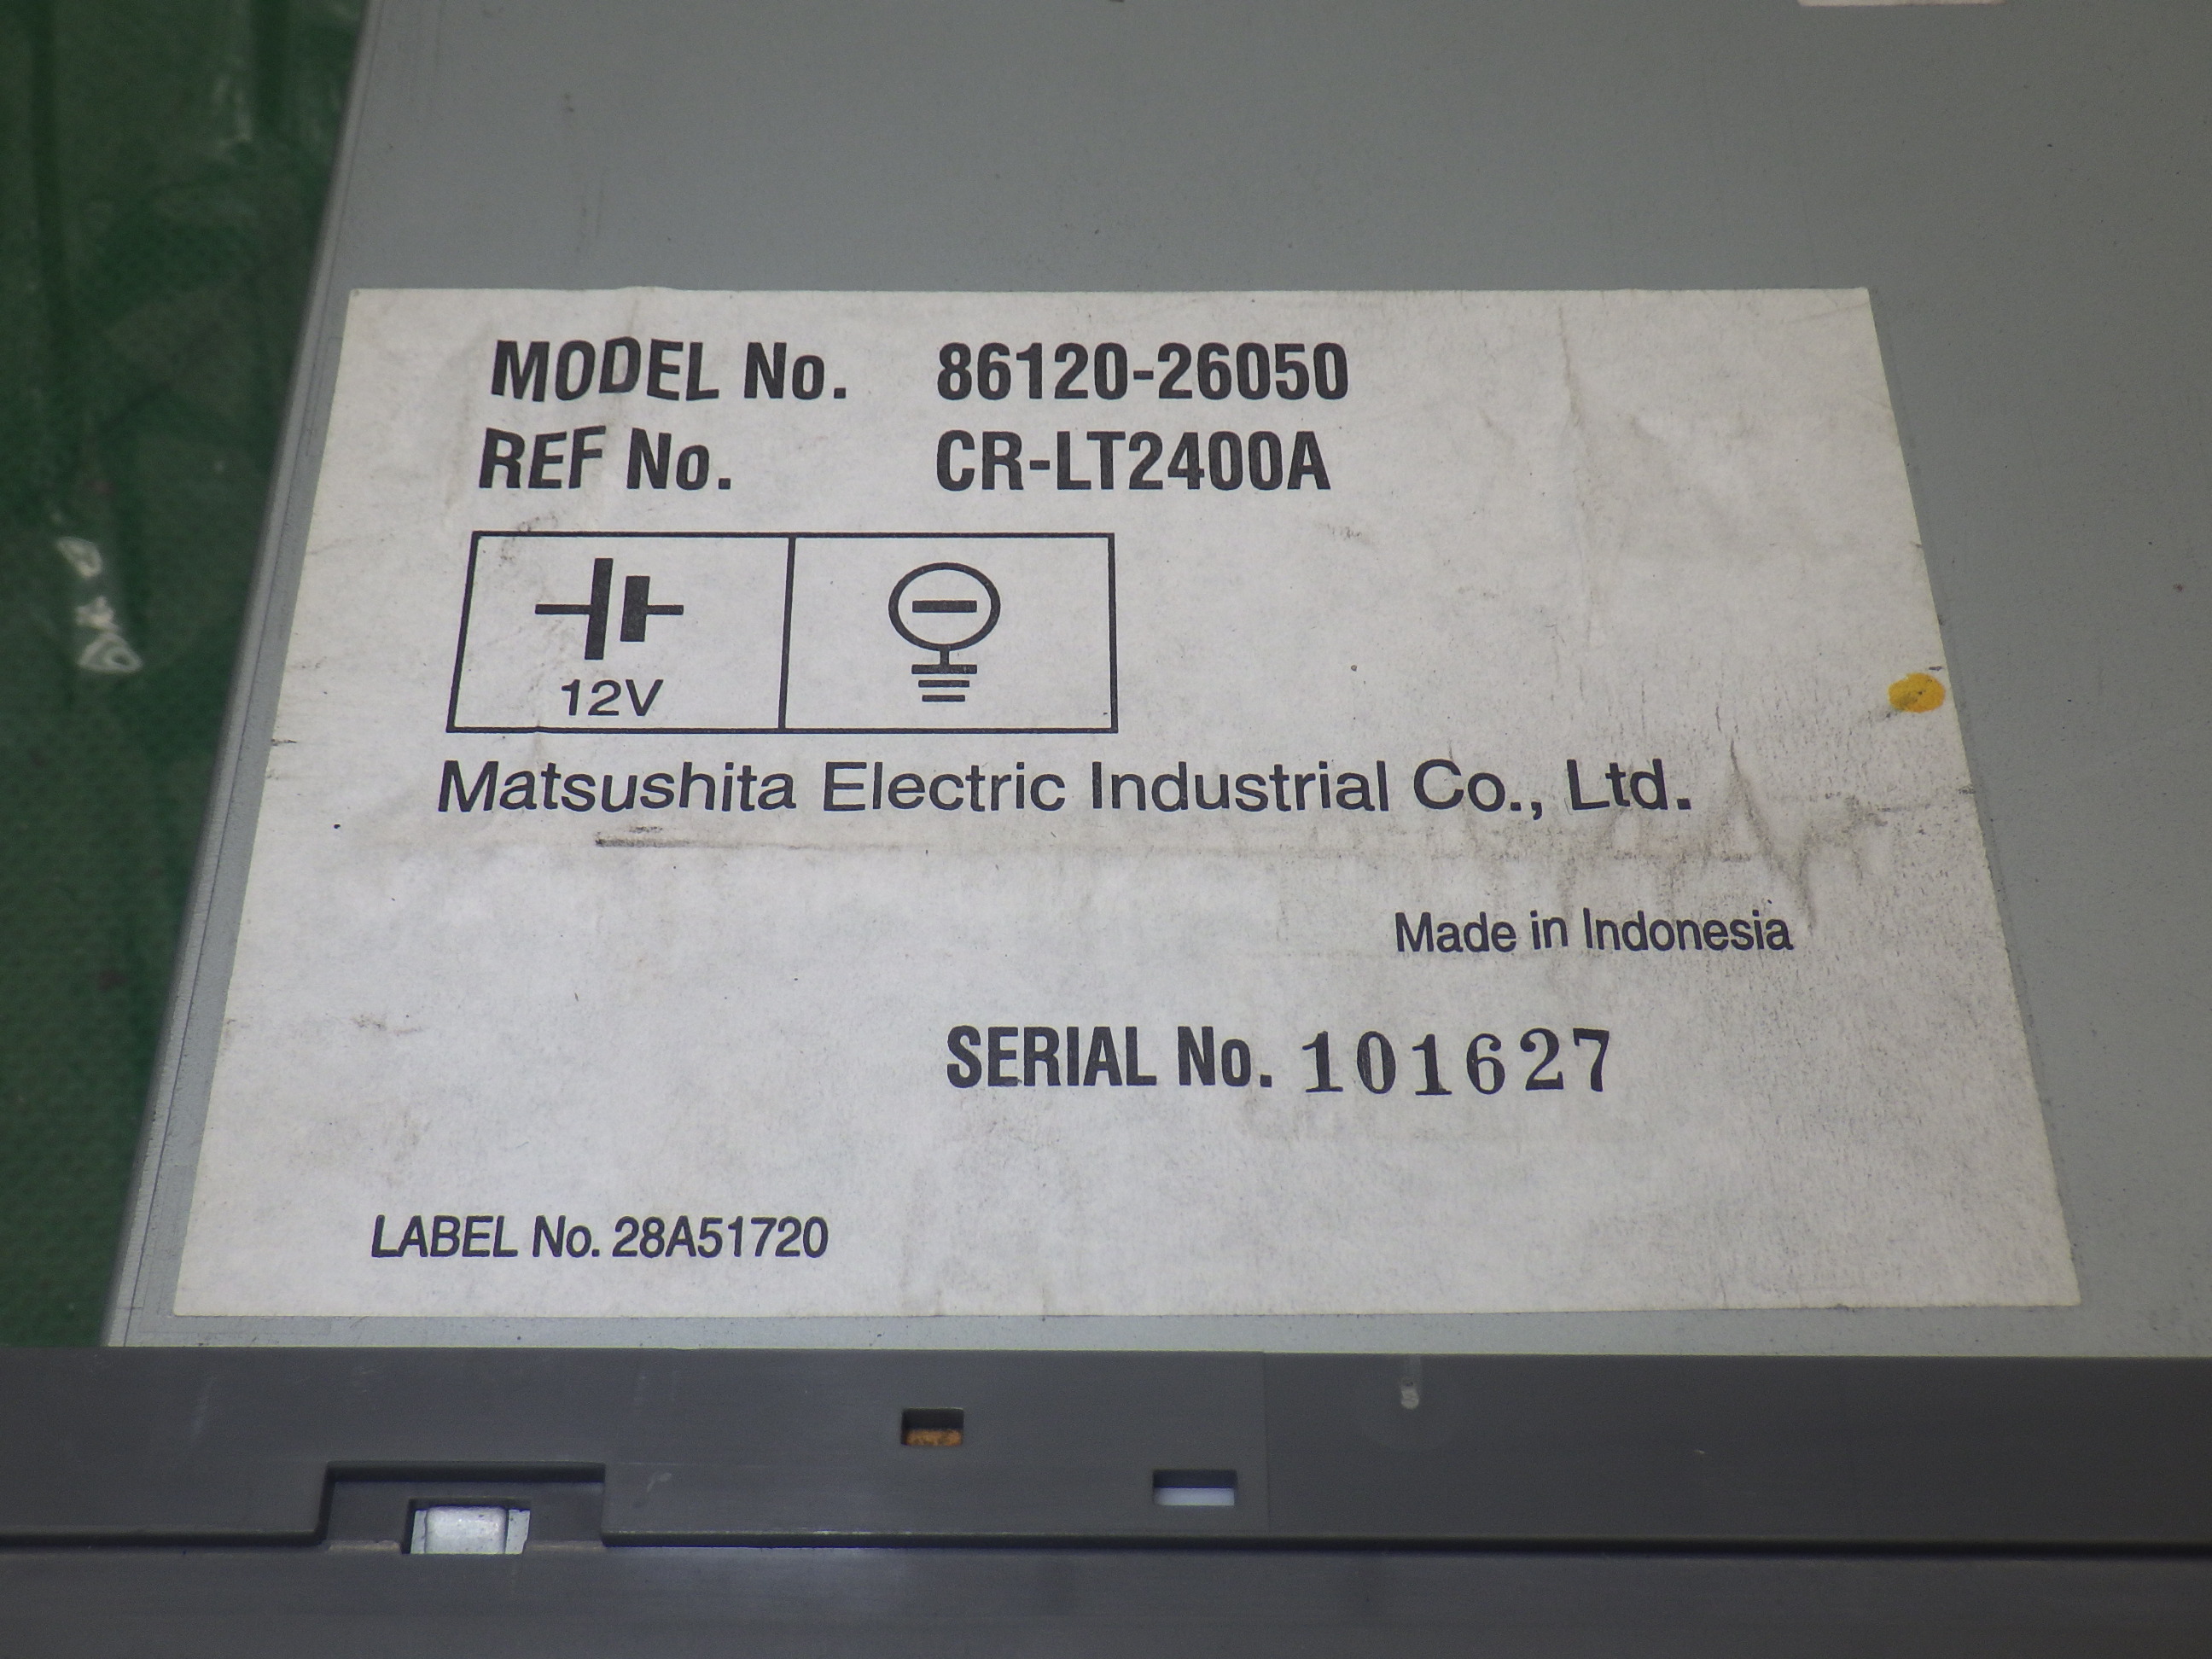 MODEL No. 86120-26050
REF No. CR-LT2400A
12V
Matsushita Electric Industrial Co., Ltd.
Made in Indonesia
SERIAL No. 101627
LABEL No. 28A51720